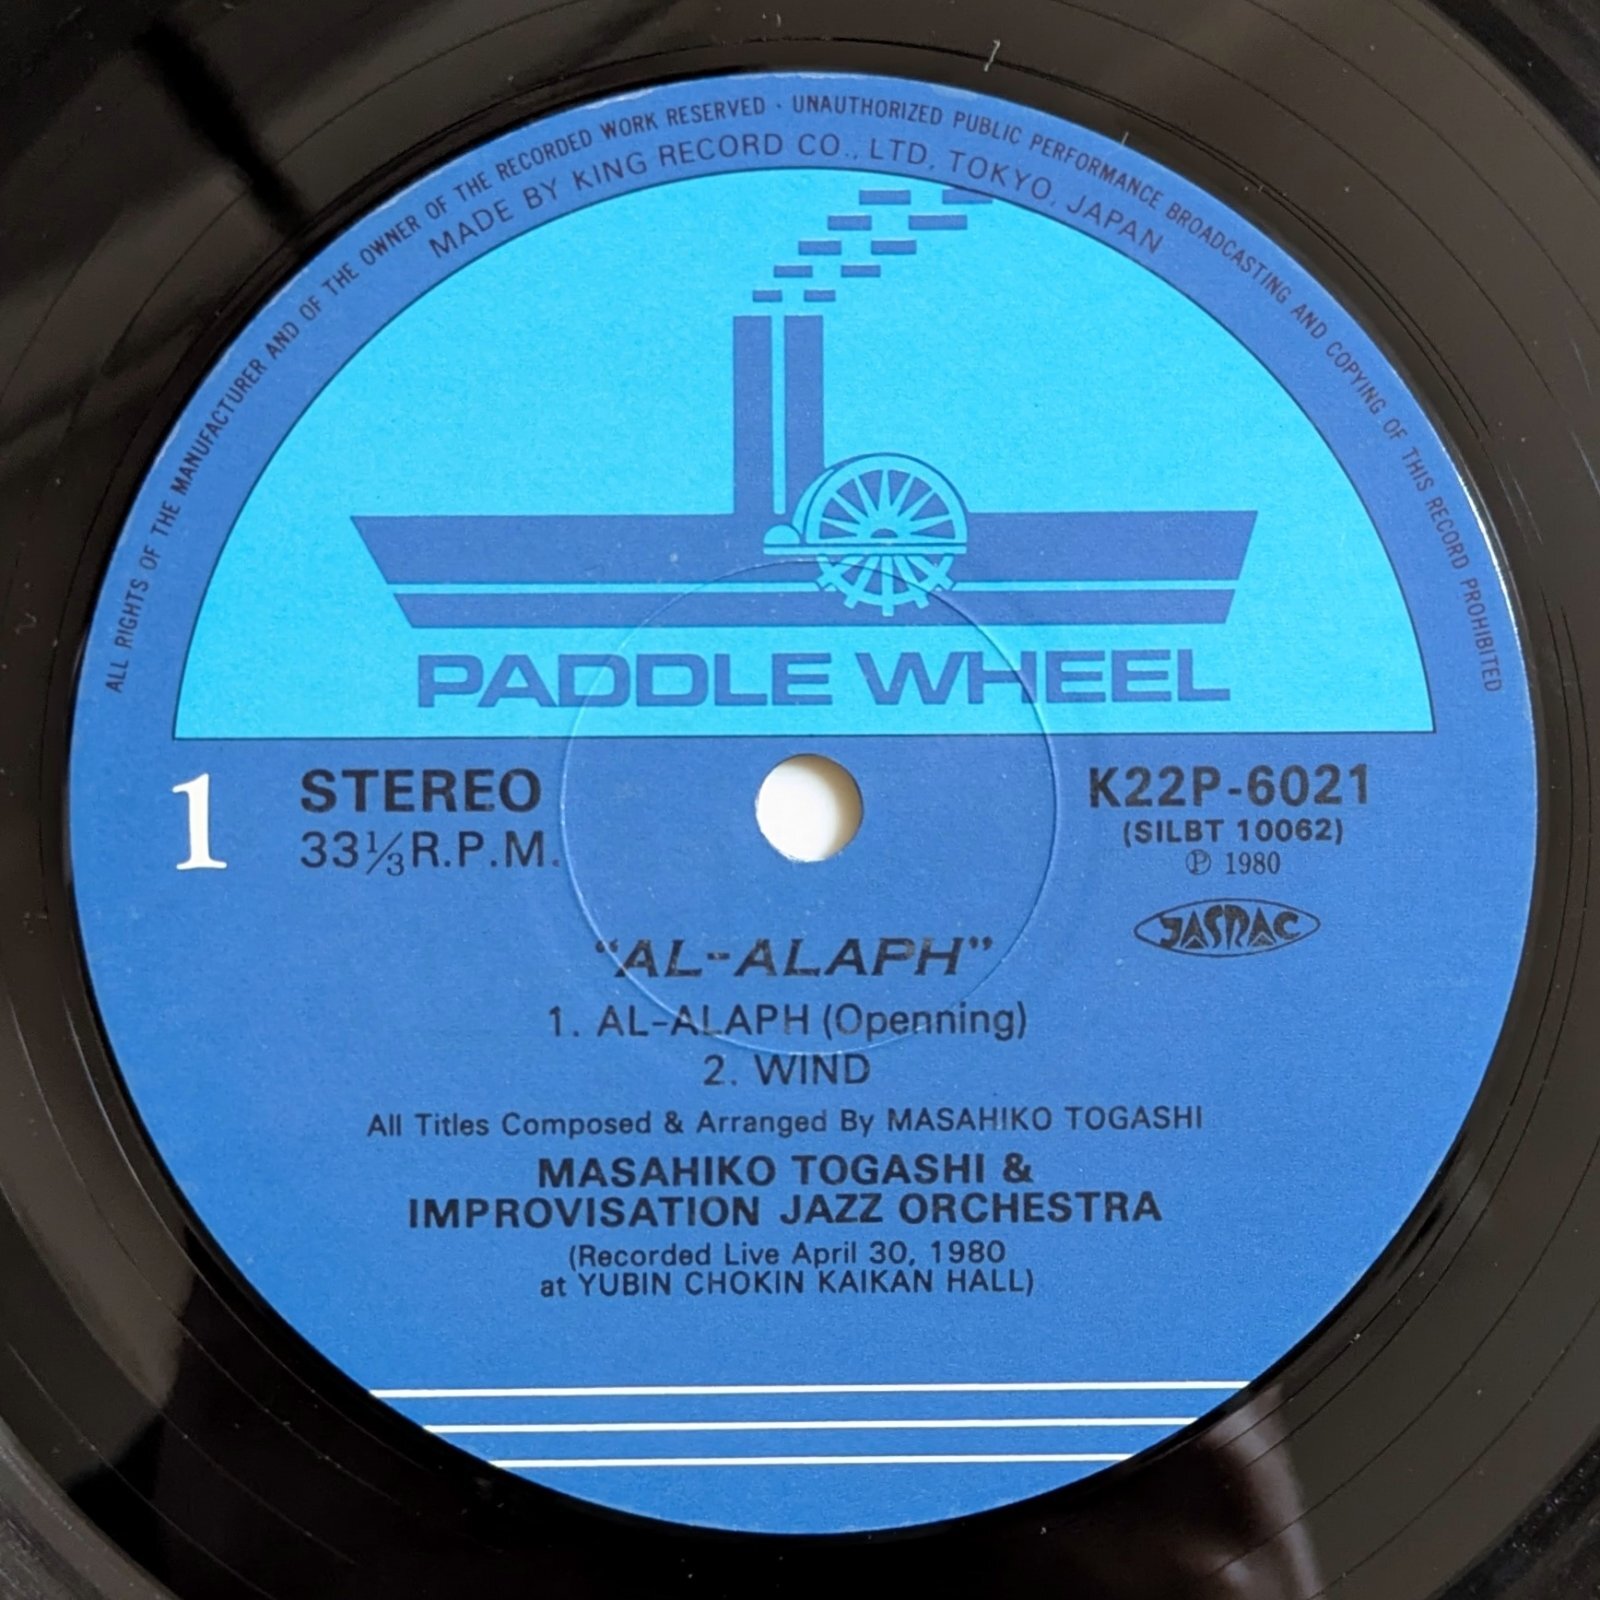 ALL RIGHTS OF THE MANUFACTURER AND OF THE OWNER OF THE RECORDED WORK RESERVED · UNAUTHORIZED PUBLIC PERFORMANCE BROADCASTING AND COPYING OF THIS RECORD PROHIBITED
MADE BY KING RECORD CO., LTD. TOKYO, JAPAN
PADDLE WHEEL
1
STEREO
33⅓ R.P.M.
K22P-6021
(SILBT 10062)
Ⓟ 1980
JASRAC
"AL-ALAPH"
1. AL-ALAPH (Openning)
2. WIND
All Titles Composed & Arranged By MASAHIKO TOGASHI
MASAHIKO TOGASHI &
IMPROVISATION JAZZ ORCHESTRA
(Recorded Live April 30, 1980
at YUBIN CHOKIN KAIKAN HALL)